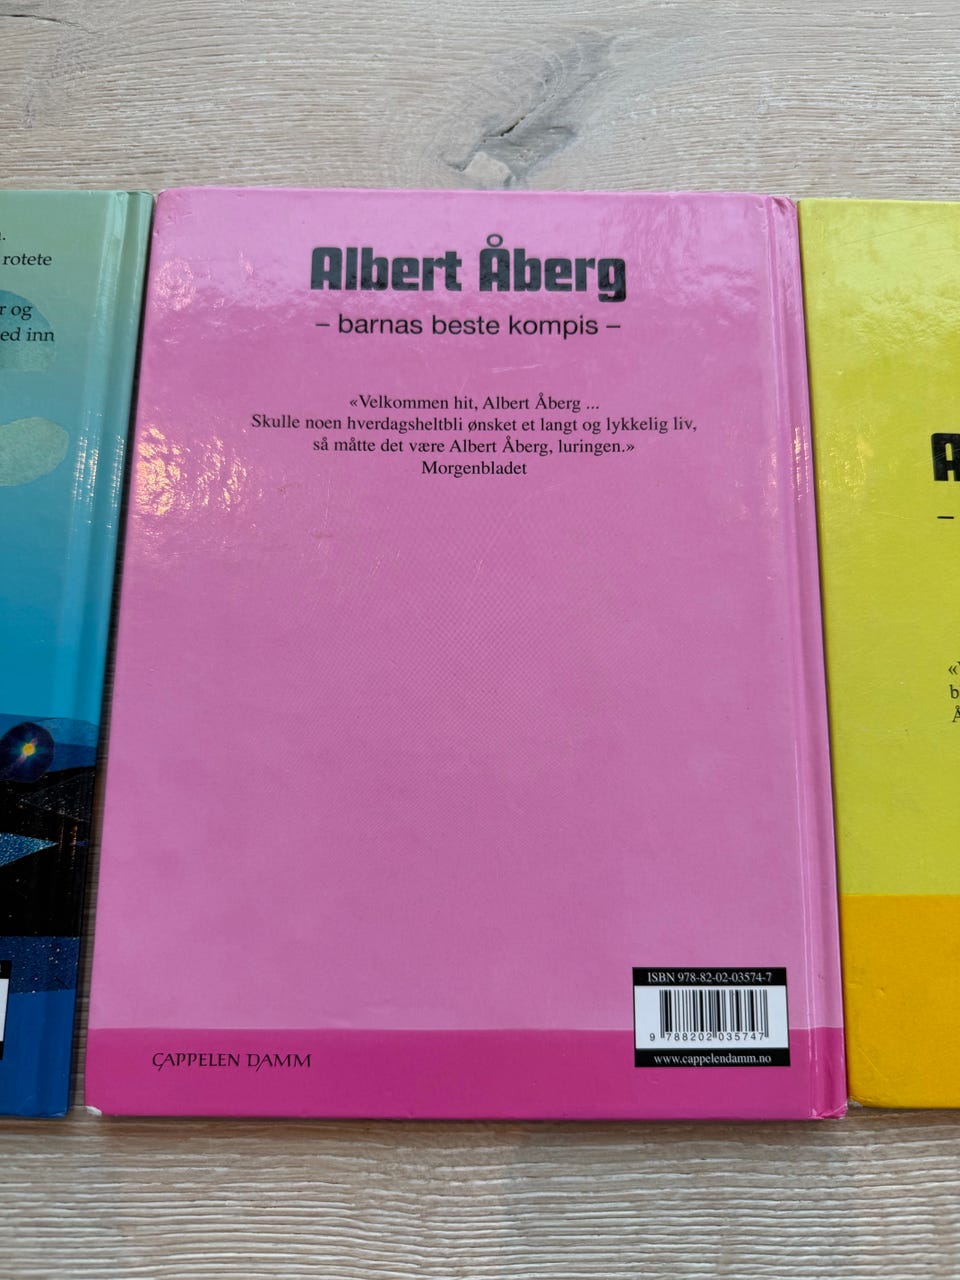 .
rotete
r og
ed inn
Albert Åberg
– barnas beste kompis –
«Velkommen hit, Albert Åberg ...
Skulle noen hverdagsheltbli ønsket et langt og lykkelig liv,
så måtte det være Albert Åberg, luringen.»
Morgenbladet
ISBN 978-82-02-03574-7
9 788202 035747
www.cappelendamm.no
CAPPELEN DAMM
A
–
«V
b
Å